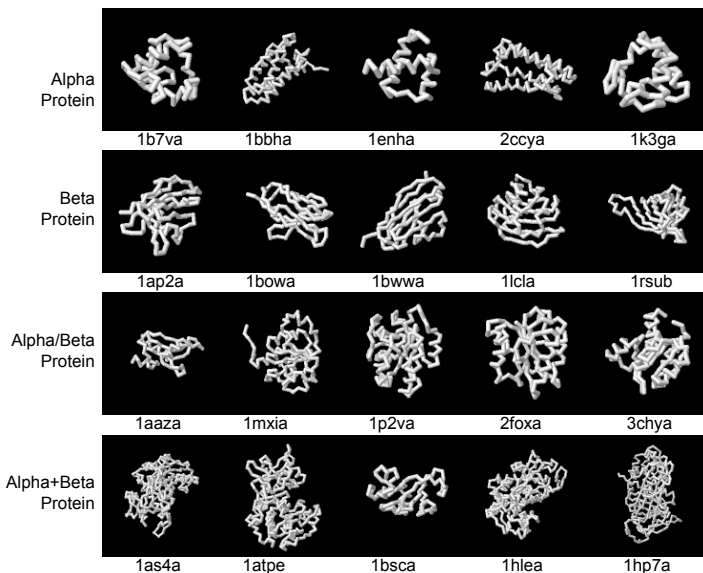 Alpha
Protein
1b7va 1bbha 1enha 2ccya 1k3ga
Beta
Protein
1ap2a 1bowa 1bwwa 1lcla 1rsub
Alpha/Beta
Protein
1aaza 1mxia 1p2va 2foxa 3chya
Alpha+Beta
Protein
1as4a 1atpe 1bsca 1hlea 1hp7a